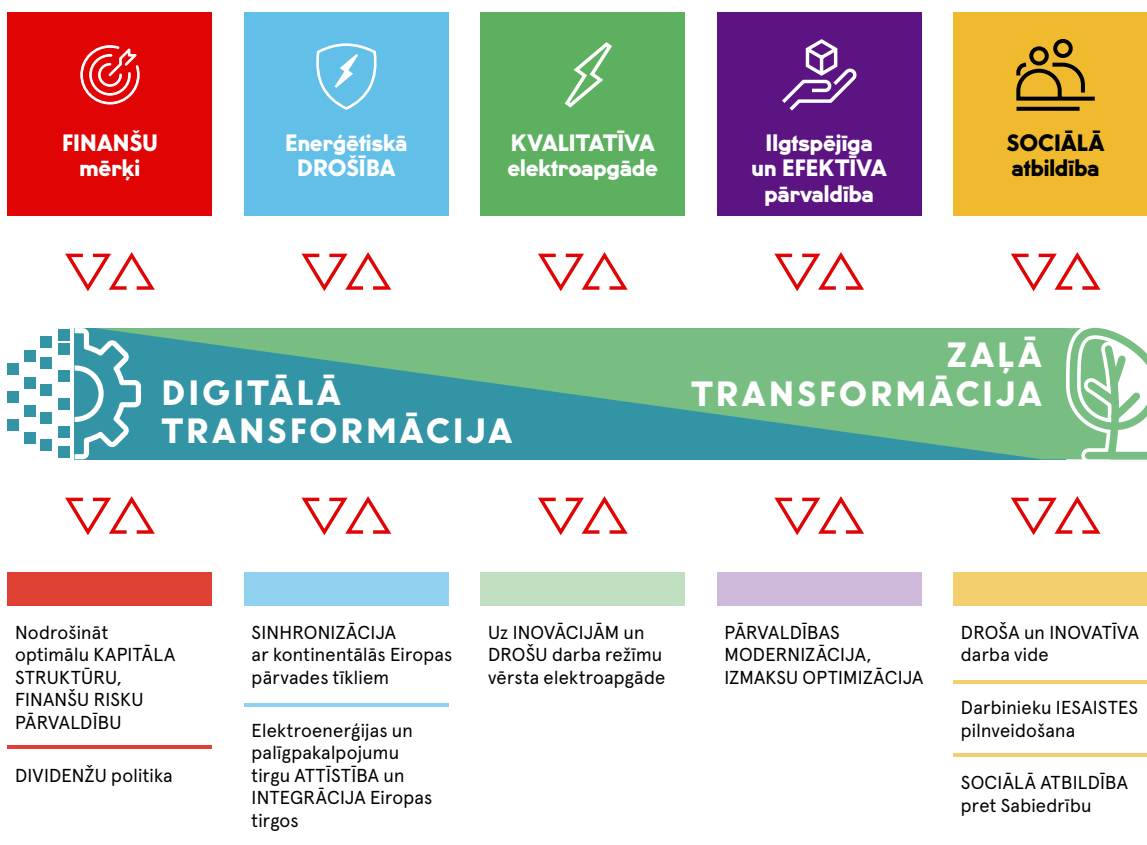 FINANŠU
mērķi
Enerģētiskā
DROŠĪBA
KVALITATĪVA
elektroapgāde
Ilgtspējīga
un EFEKTĪVA
pārvaldība
SOCIĀLĀ
atbildība
DIGITĀLĀ
TRANSFORMĀCIJA
ZAĻĀ
TRANSFORMĀCIJA
Nodrošināt
optimālu KAPITĀLA
STRUKTŪRU,
FINANŠU RISKU
PĀRVALDĪBU
DIVIDENŽU politika
SINHRONIZĀCIJA
ar kontinentālās Eiropas
pārvades tīkliem
Elektroenerģijas un
palīgpakalpojumu
tirgu ATTĪSTĪBA un
INTEGRĀCIJA Eiropas
tirgos
Uz INOVĀCIJĀM un
DROŠU darba režīmu
vērsta elektroapgāde
PĀRVALDĪBAS
MODERNIZĀCIJA,
IZMAKSU OPTIMIZĀCIJA
DROŠA un INOVATĪVA
darba vide
Darbinieku IESAISTES
pilnveidošana
SOCIĀLĀ ATBILDĪBA
pret Sabiedrību